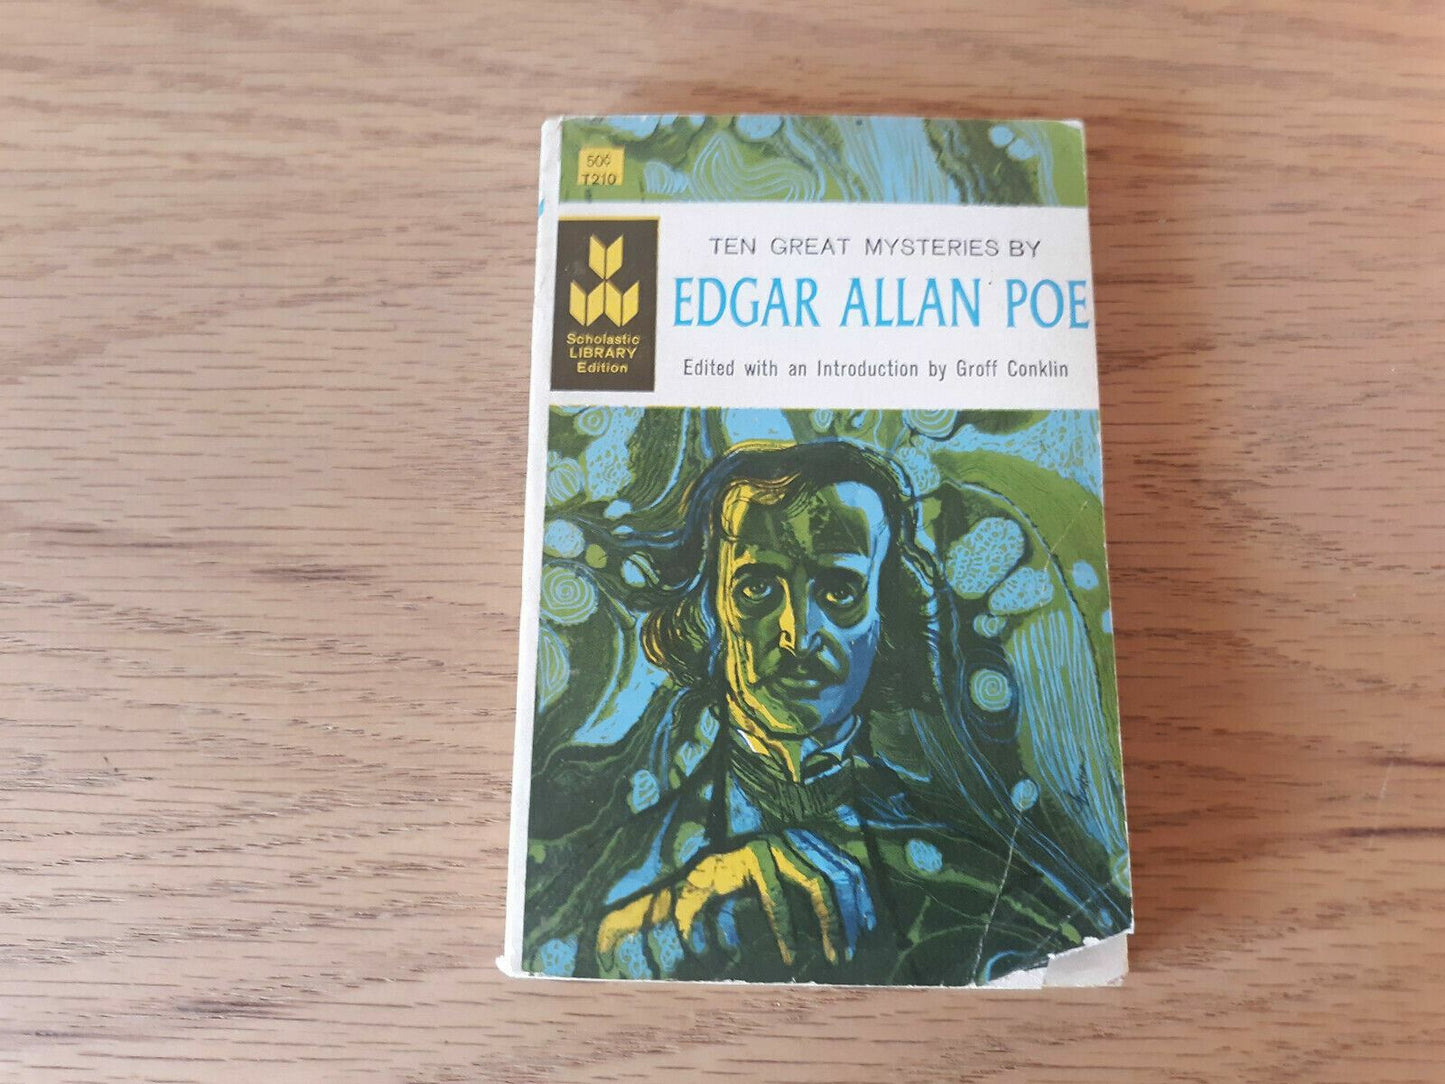 50¢
T210
TEN GREAT MYSTERIES BY
EDGAR ALLAN POE
Edited with an Introduction by Groff Conklin
Scholastic
LIBRARY
Edition